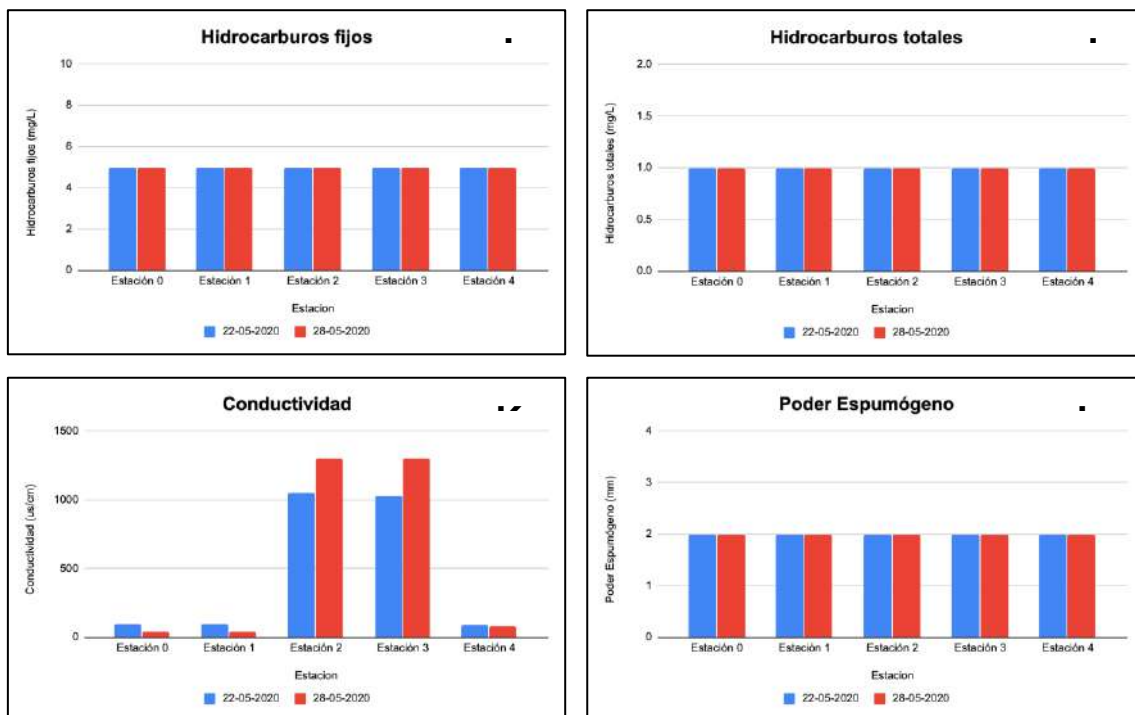 Hidrocarburos fijos
Hidrocarburos fijos (mg/L)
10
8
6
4
2
0
Estación 0 Estación 1 Estación 2 Estación 3 Estación 4
Estacion
22-05-2020 28-05-2020
Hidrocarburos totales
Hidrocarburos totales (mg/L)
2.0
1.5
1.0
0.5
0.0
Estación 0 Estación 1 Estación 2 Estación 3 Estación 4
Estacion
22-05-2020 28-05-2020
Conductividad
Conductividad (us/cm)
1500
1000
500
0
Estación 0 Estación 1 Estación 2 Estación 3 Estación 4
Estacion
22-05-2020 28-05-2020
Poder Espumógeno
Poder Espumógeno (mm)
4
3
2
1
0
Estación 0 Estación 1 Estación 2 Estación 3 Estación 4
Estacion
22-05-2020 28-05-2020